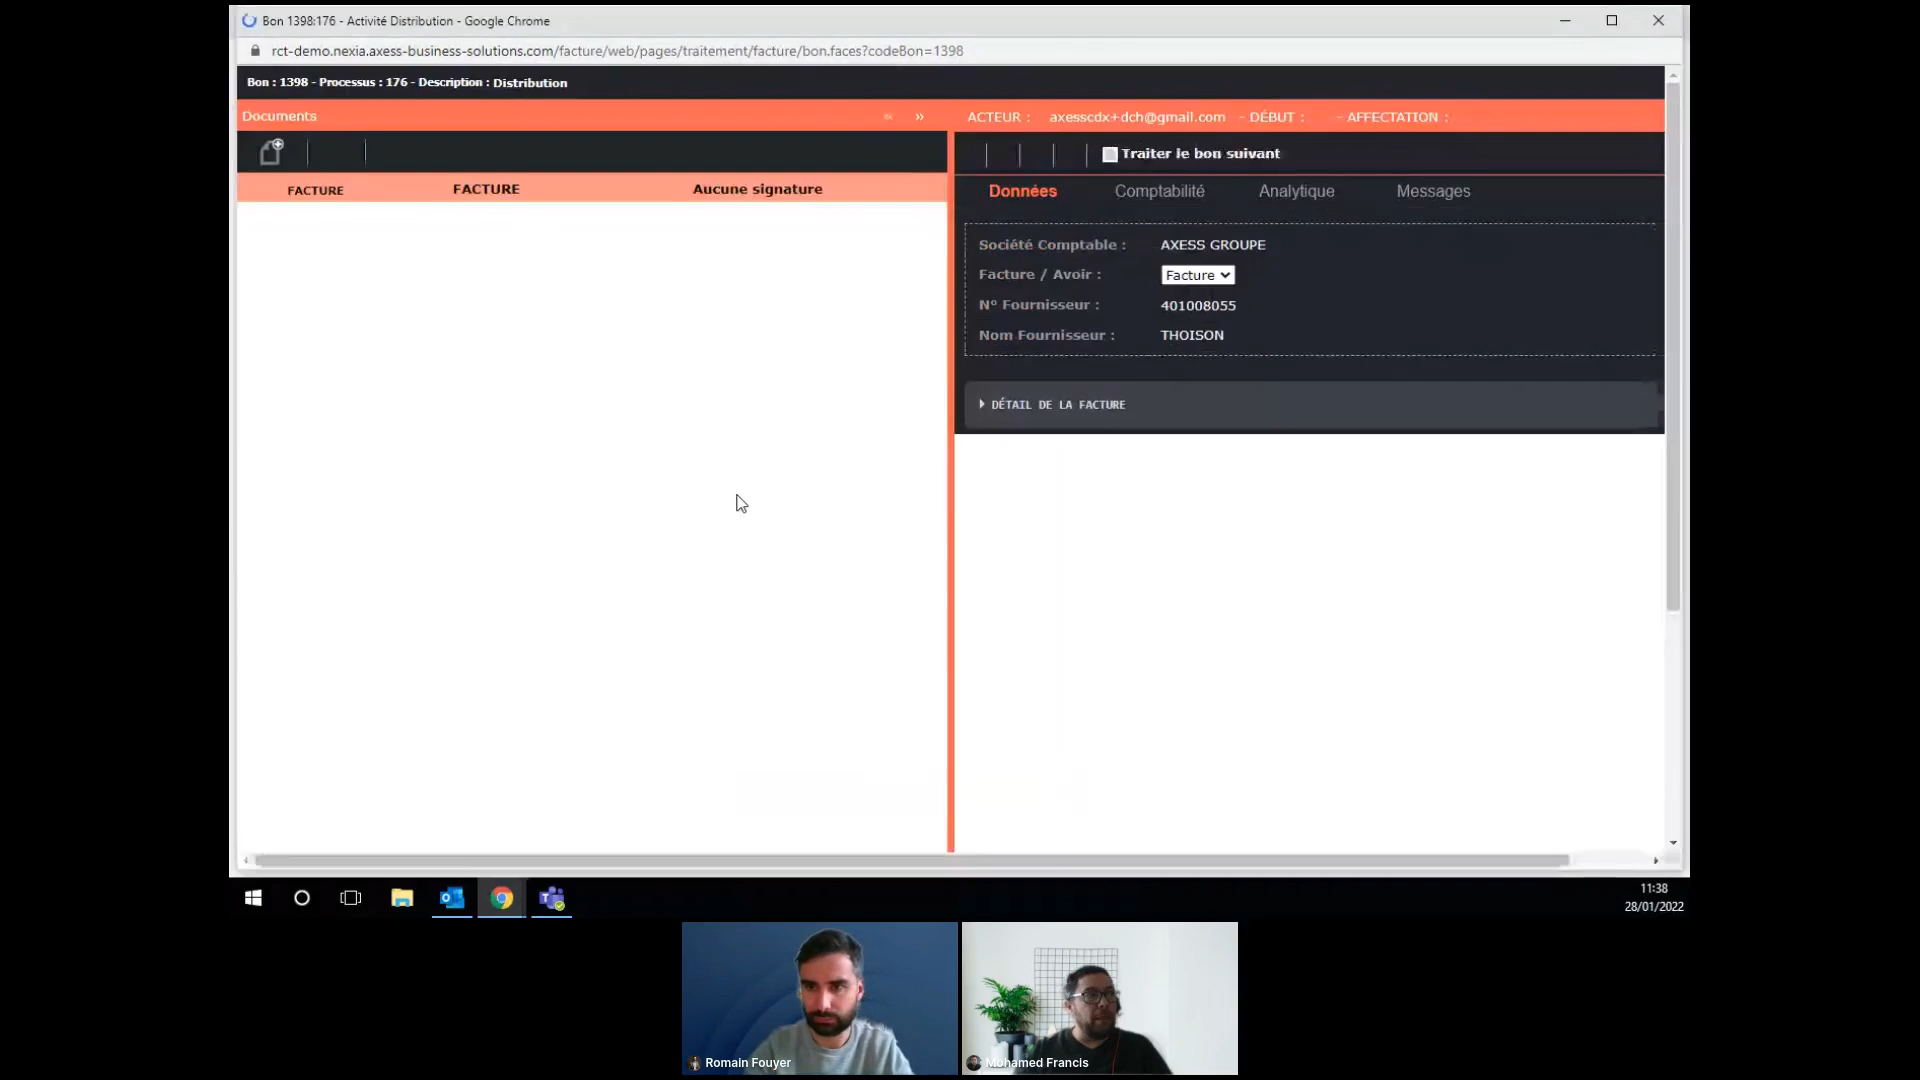 Bon 1398:176 - Activité Distribution - Google Chrome
rct-demo.nexia.axess-business-solutions.com/facture/web/pages/traitement/facture/bon.faces?codeBon=1398
Bon : 1398 - Processus : 176 - Description : Distribution
Documents « »
ACTEUR : axesscdx+dch@gmail.com - DÉBUT : - AFFECTATION :
Traiter le bon suivant
FACTURE FACTURE Aucune signature
Données Comptabilité Analytique Messages
Société Comptable : AXESS GROUPE
Facture / Avoir : Facture
N° Fournisseur : 401008055
Nom Fournisseur : THOISON
DÉTAIL DE LA FACTURE
11:38
28/01/2022
Romain Fouyer
Mohamed Francis